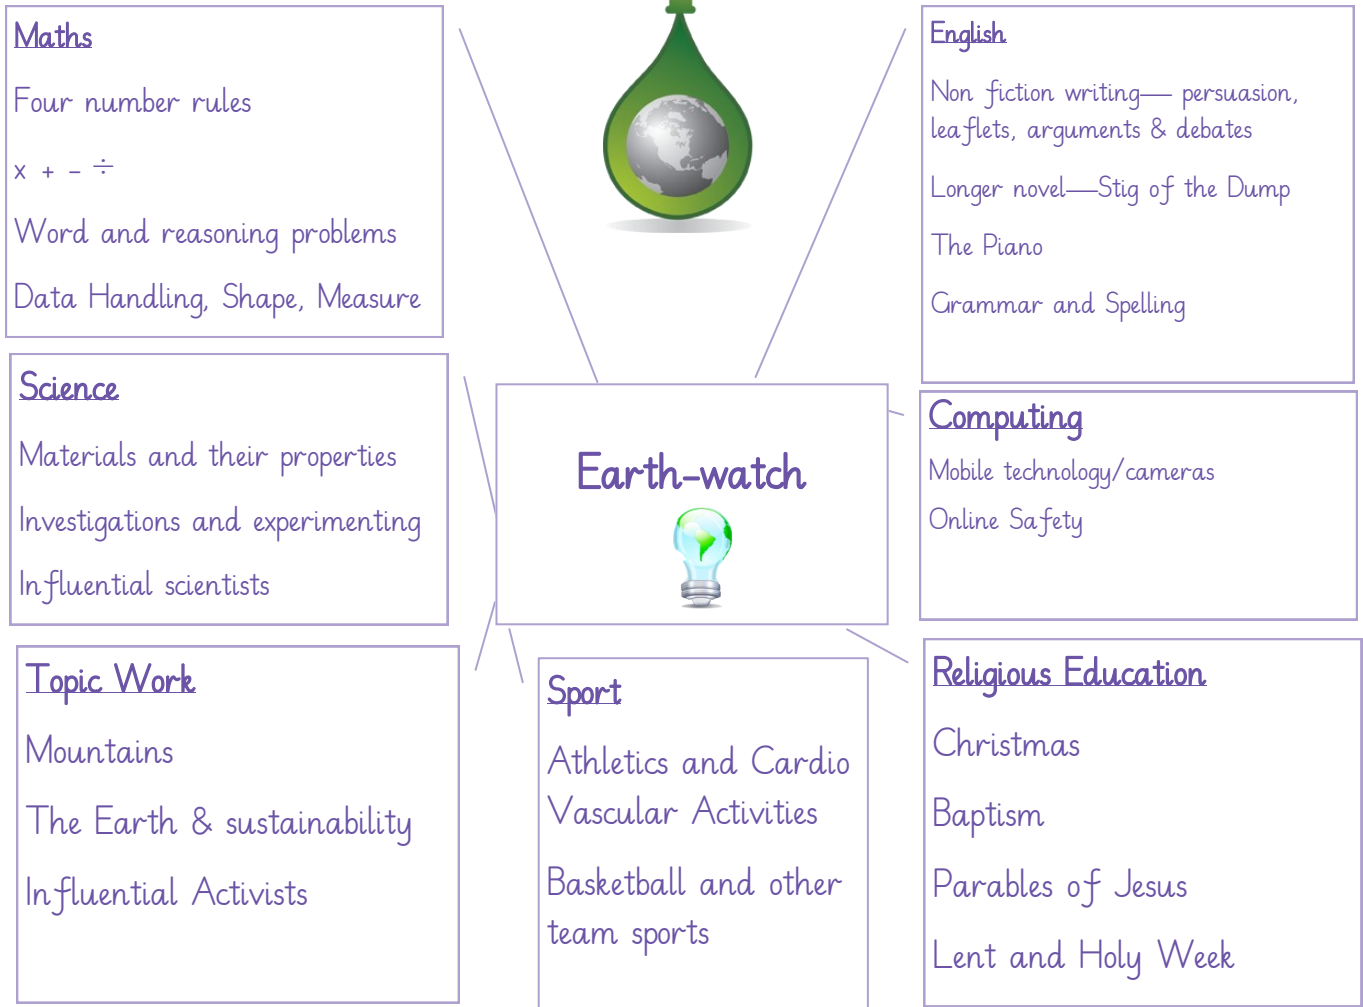 Maths
Four number rules
x + – ÷
Word and reasoning problems
Data Handling, Shape, Measure
English
Non fiction writing— persuasion,
leaflets, arguments & debates
Longer novel—Stig of the Dump
The Piano
Grammar and Spelling
Science
Materials and their properties
Investigations and experimenting
Influential scientists
Earth-watch
Computing
Mobile technology/cameras
Online Safety
Topic Work
Mountains
The Earth & sustainability
Influential Activists
Sport
Athletics and Cardio
Vascular Activities
Basketball and other
team sports
Religious Education
Christmas
Baptism
Parables of Jesus
Lent and Holy Week